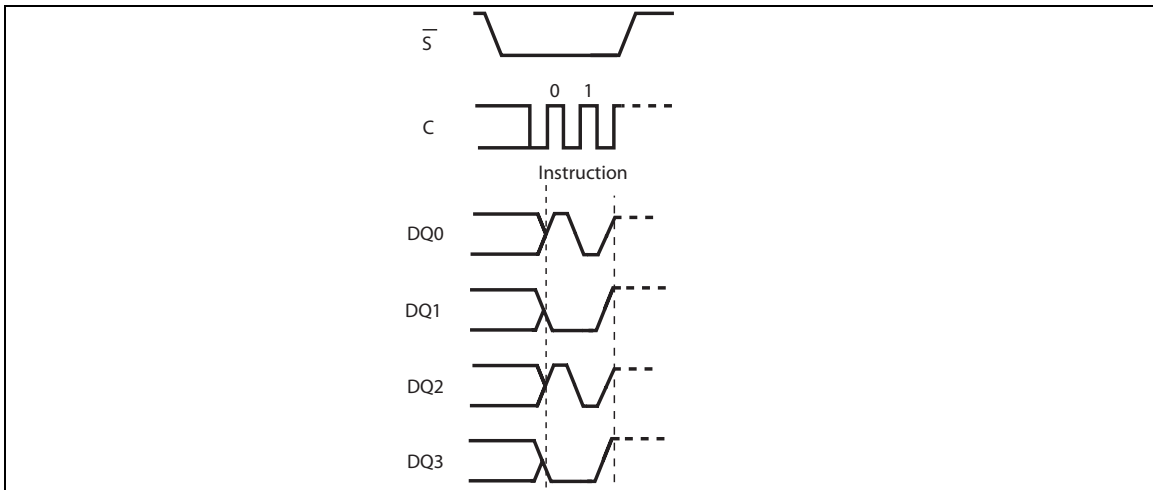 S̅
0 1
C
Instruction
DQ0
DQ1
DQ2
DQ3